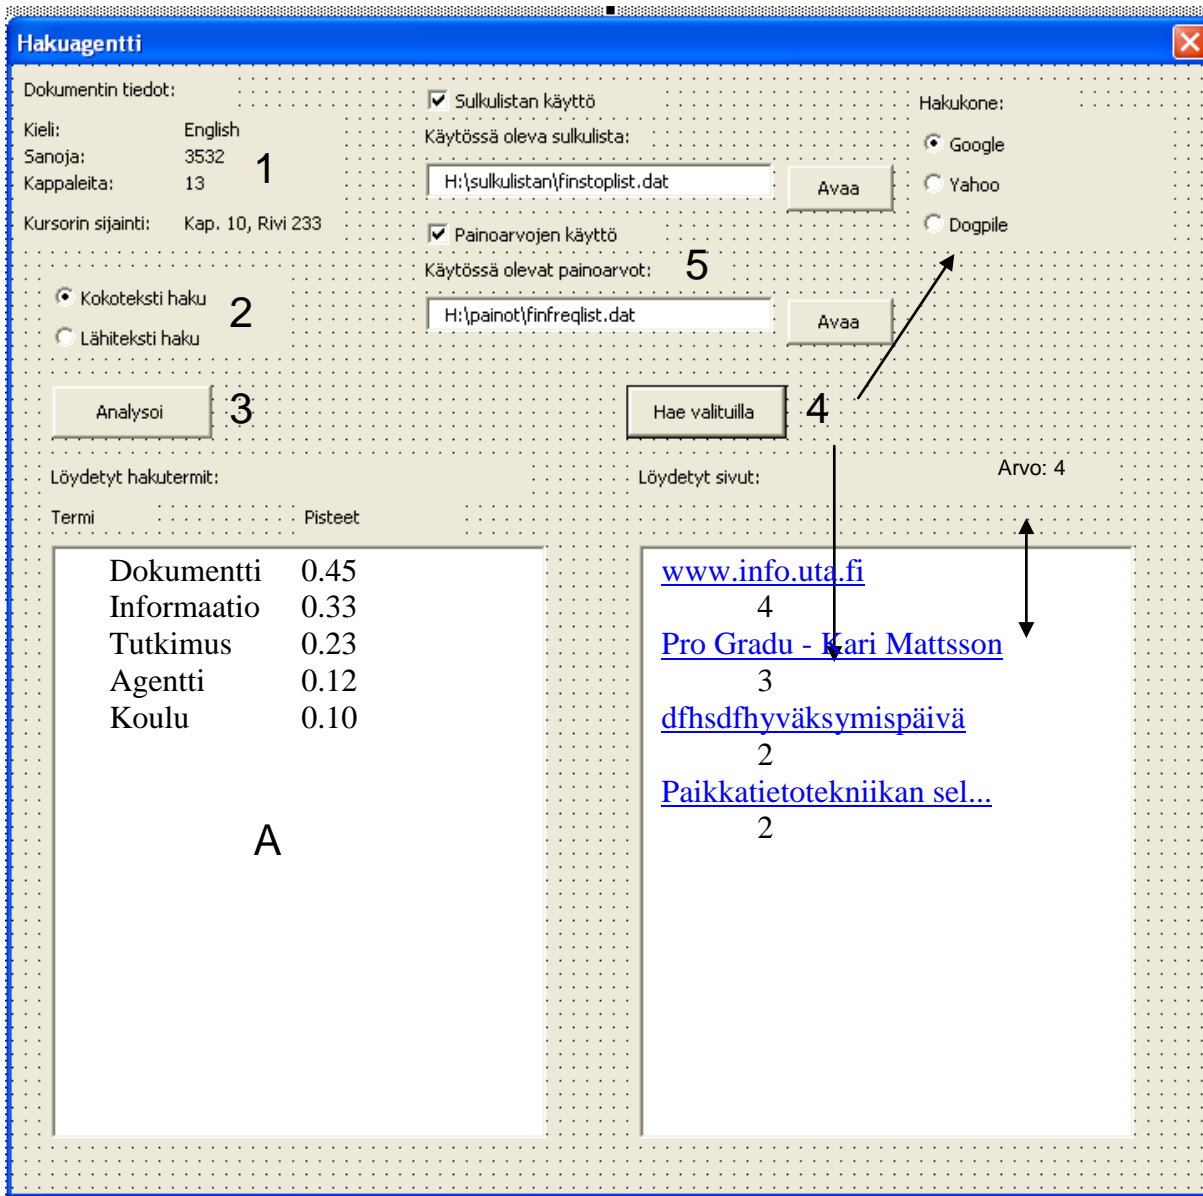 Hakuagentti
Dokumentin tiedot:
Kieli: English
Sanoja: 3532
Kappaleita: 13
1
Kursorin sijainti: Kap. 10, Rivi 233
Kokoteksti haku
Lähiteksti haku
2
Sulkulistan käyttö
Käytössä oleva sulkulista:
H:\sulkulistan\finstoplist.dat
Avaa
Painoarvojen käyttö
Käytössä olevat painoarvot:
5
H:\painot\finfreqlist.dat
Avaa
Hakukone:
Google
Yahoo
Dogpile
Analysoi
3
Hae valituilla
4
Löydetyt hakutermit:
Termi Pisteet
Dokumentti 0.45
Informaatio 0.33
Tutkimus 0.23
Agentti 0.12
Koulu 0.10
A
Löydetyt sivut:
Arvo: 4
www.info.uta.fi
4
Pro Gradu - Kari Mattsson
3
dfhsdfhyväksymispäivä
2
Paikkatietotekniikan sel...
2